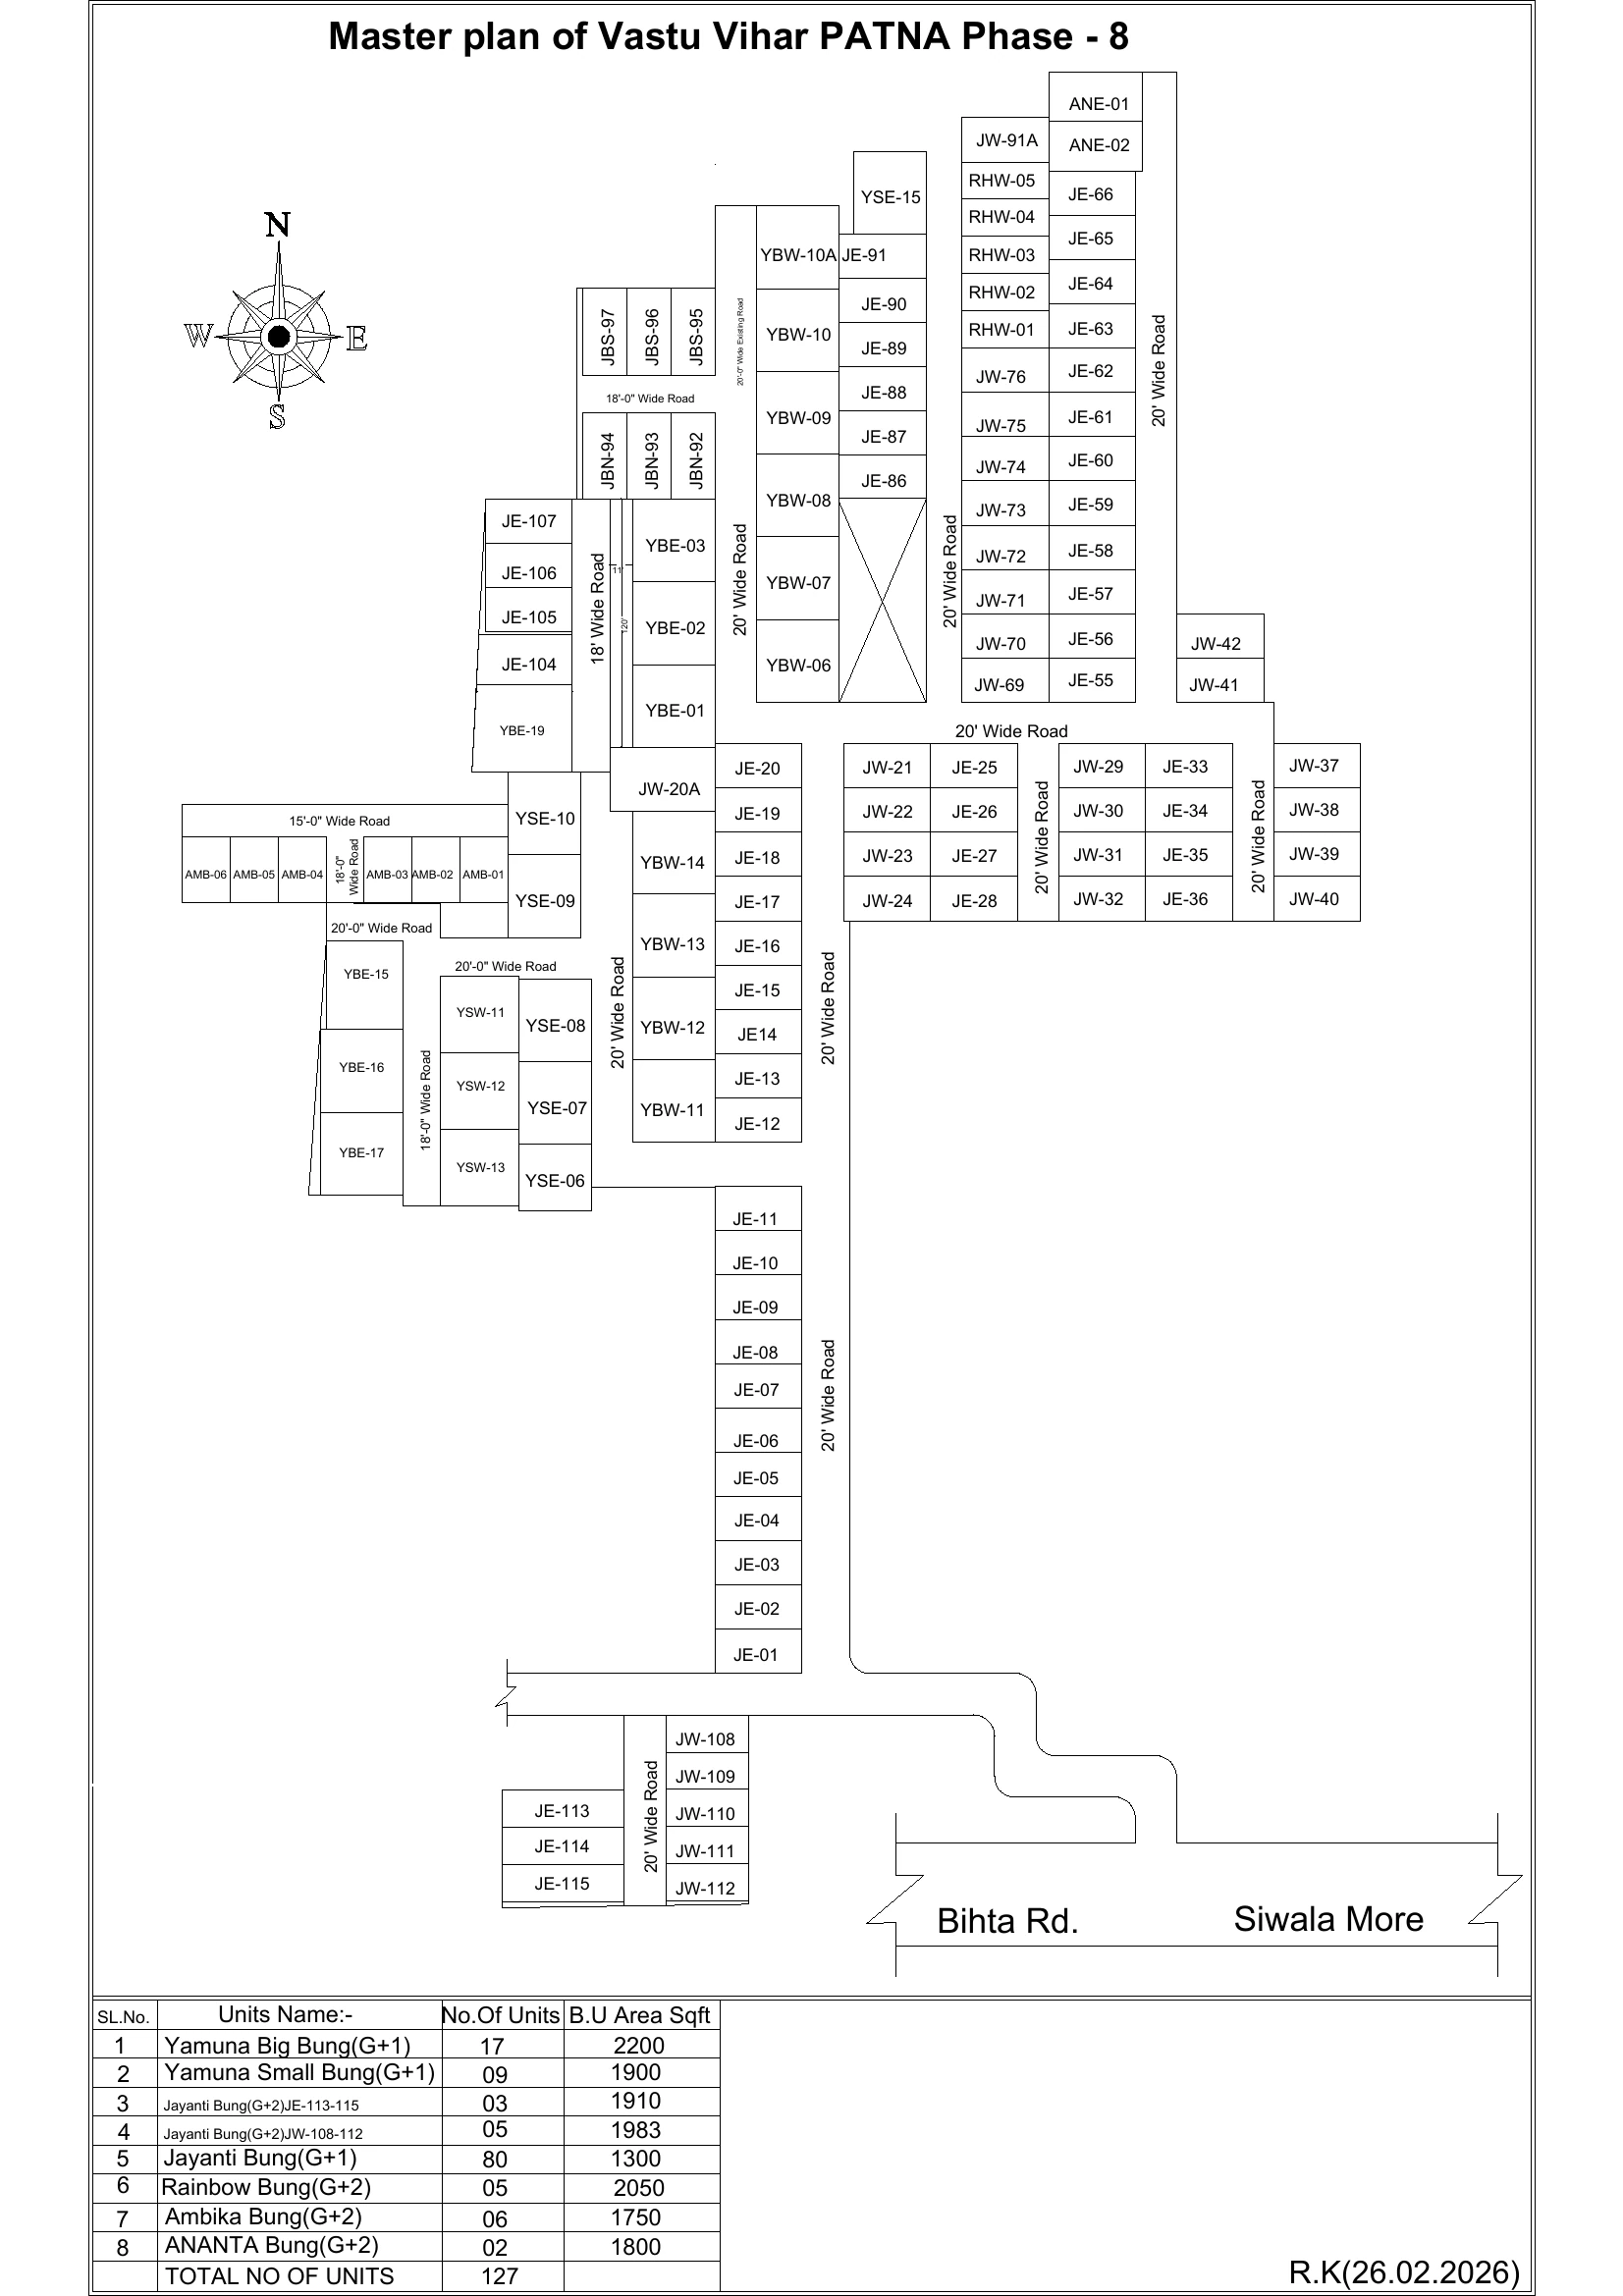 Master plan of Vastu Vihar PATNA Phase - 8
N
W
E
S
ANE-01
ANE-02
JW-91A
RHW-05
RHW-04
RHW-03
RHW-02
RHW-01
JW-76
JW-75
JW-74
JW-73
JW-72
JW-71
JW-70
JW-69
JE-66
JE-65
JE-64
JE-63
JE-62
JE-61
JE-60
JE-59
JE-58
JE-57
JE-56
JE-55
20' Wide Road
JW-42
JW-41
YSE-15
YBW-10A
JE-91
JE-90
JE-89
JE-88
JE-87
JE-86
YBW-10
YBW-09
YBW-08
YBW-07
YBW-06
20'-0" Wide Existing Road
20' Wide Road
20' Wide Road
JBS-97
JBS-96
JBS-95
18'-0" Wide Road
JBN-94
JBN-93
JBN-92
JE-107
JE-106
JE-105
JE-104
YBE-19
18' Wide Road
11'
120'
YBE-03
YBE-02
YBE-01
JW-20A
20' Wide Road
JE-20
JE-19
JE-18
JE-17
JE-16
JE-15
JE14
JE-13
JE-12
JW-21
JW-22
JW-23
JW-24
JE-25
JE-26
JE-27
JE-28
20' Wide Road
JW-29
JW-30
JW-31
JW-32
JE-33
JE-34
JE-35
JE-36
20' Wide Road
JW-37
JW-38
JW-39
JW-40
15'-0" Wide Road
AMB-06
AMB-05
AMB-04
18'-0"
Wide Road
AMB-03
AMB-02
AMB-01
YSE-10
YSE-09
YBW-14
YBW-13
YBW-12
YBW-11
20'-0" Wide Road
20'-0" Wide Road
YBE-15
YBE-16
YBE-17
18'-0" Wide Road
YSW-11
YSW-12
YSW-13
YSE-08
YSE-07
YSE-06
20' Wide Road
20' Wide Road
JE-11
JE-10
JE-09
JE-08
JE-07
JE-06
JE-05
JE-04
JE-03
JE-02
JE-01
20' Wide Road
JW-108
JW-109
JW-110
JW-111
JW-112
20' Wide Road
JE-113
JE-114
JE-115
Bihta Rd.
Siwala More
SL.No. Units Name:- No.Of Units B.U Area Sqft
1 Yamuna Big Bung(G+1) 17 2200
2 Yamuna Small Bung(G+1) 09 1900
3 Jayanti Bung(G+2)JE-113-115 03 1910
4 Jayanti Bung(G+2)JW-108-112 05 1983
5 Jayanti Bung(G+1) 80 1300
6 Rainbow Bung(G+2) 05 2050
7 Ambika Bung(G+2) 06 1750
8 ANANTA Bung(G+2) 02 1800
TOTAL NO OF UNITS 127
R.K(26.02.2026)